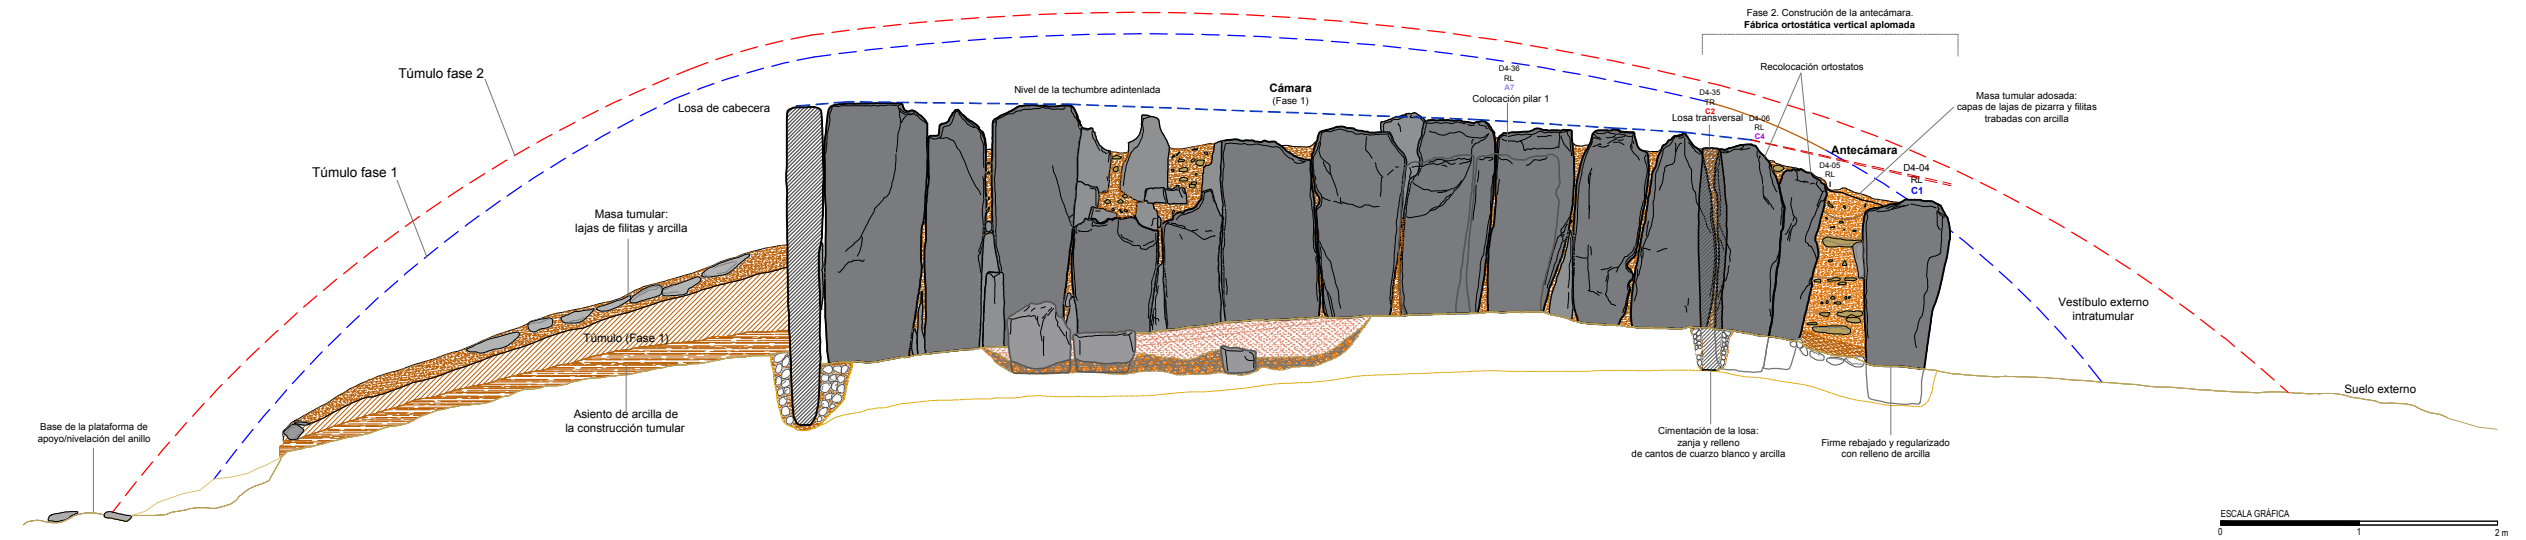 Fase 2. Construción de la antecámara.
Fábrica ortostática vertical aplomada
Túmulo fase 2
Túmulo fase 1
Losa de cabecera
Nivel de la techumbre adintenlada
Cámara
(Fase 1)
D4-36
RL
A7
Colocación pilar 1
D4-35
TR
C2
Losa transversal
D4-06
RL
C4
Recolocación ortostatos
Antecámara
D4-05
RL
I
D4-04
RL
C1
Masa tumular adosada:
capas de lajas de pizarra y filitas
trabadas con arcilla
Masa tumular:
lajas de filitas y arcilla
Túmulo (Fase 1)
Asiento de arcilla de
la construcción tumular
Base de la plataforma de
apoyo/nivelación del anillo
Vestíbulo externo
intratumular
Suelo externo
Cimentación de la losa:
zanja y relleno
de cantos de cuarzo blanco y arcilla
Firme rebajado y regularizado
con relleno de arcilla
ESCALA GRÁFICA
0 1 2 m